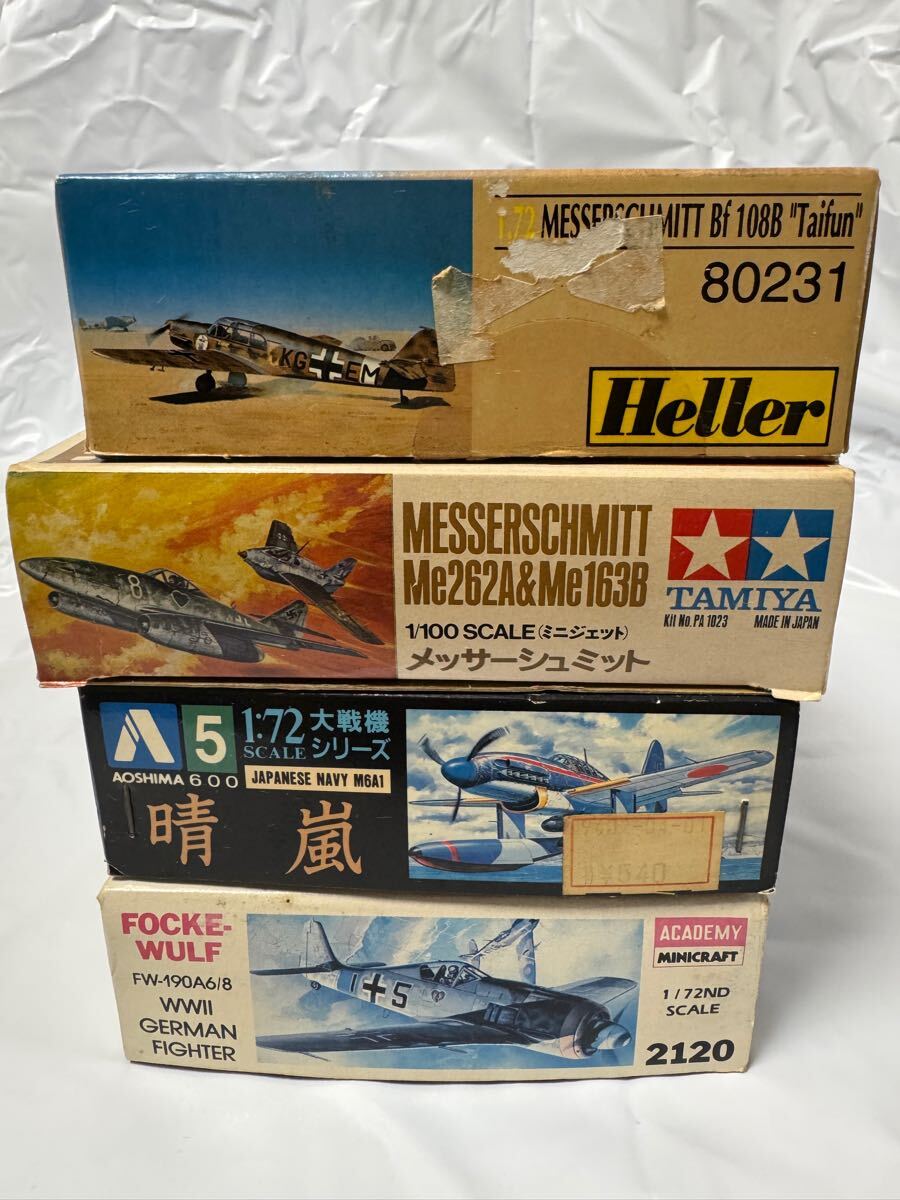 1:72 MESSERSCHMITT Bf 108B "Taifun"
80231
KG EM
Heller
MESSERSCHMITT
Me262A&Me163B
1/100 SCALE (ミニジェット)
メッサーシュミット
8
TAMIYA
Kit No. PA 1023 MADE IN JAPAN
5
AOSHIMA 600
1:72 大戦機
SCALE シリーズ
JAPANESE NAVY M6A1
晴嵐
¥640
FOCKE-
WULF
FW-190A6/8
WWII
GERMAN
FIGHTER
I 5
ACADEMY
MINICRAFT
1/72ND
SCALE
2120